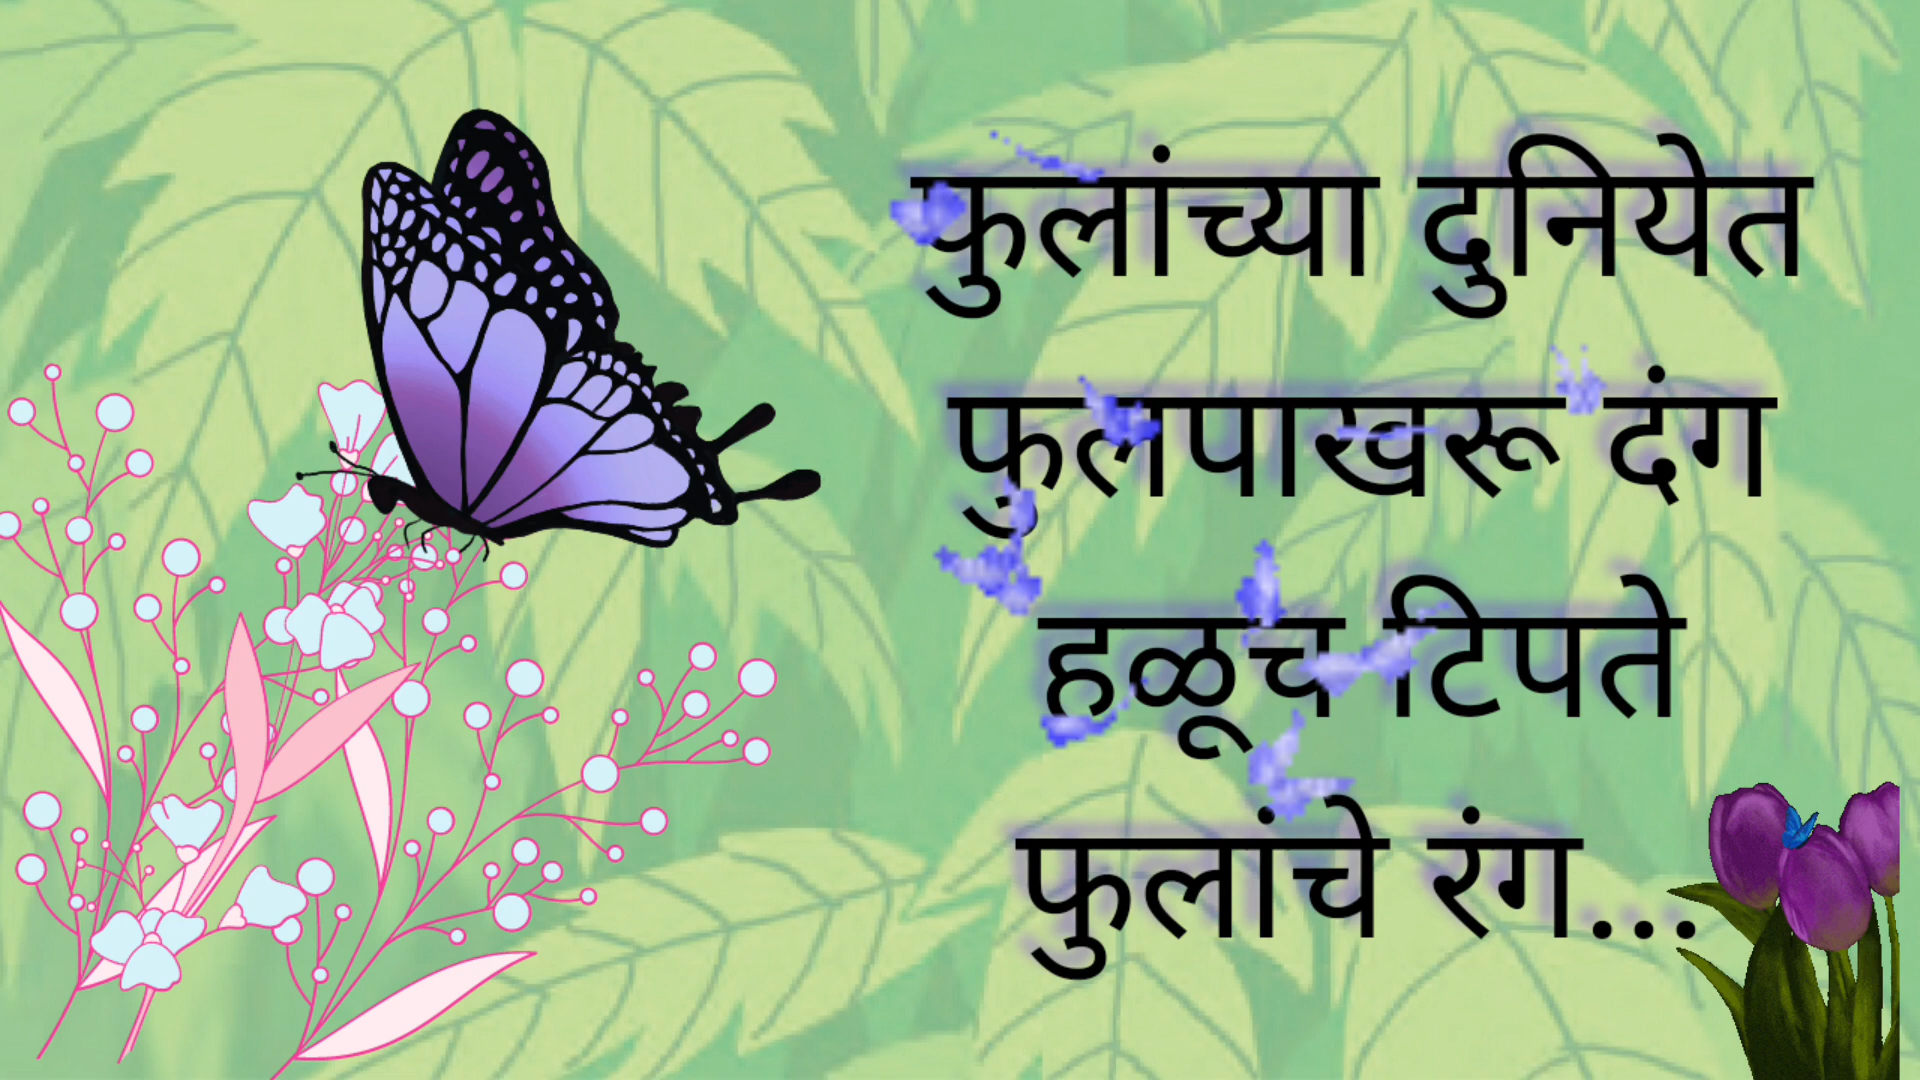 फुलांच्या दुनियेत
फुलपाखरू दंग
हळूच टिपते
फुलांचे रंग...